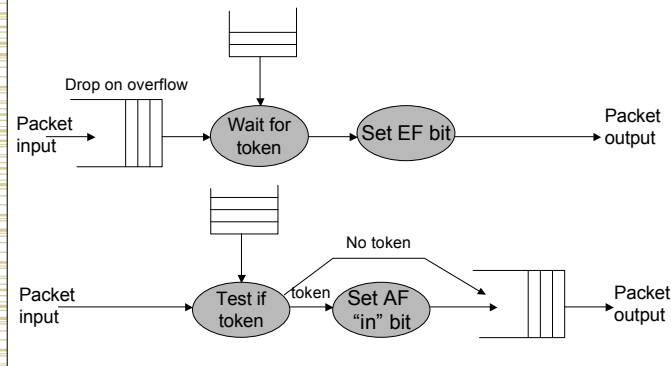 Drop on overflow
Packet
input
Wait for
token
Set EF bit
Packet
output
No token
Packet
input
Test if
token
token
Set AF
“in” bit
Packet
output